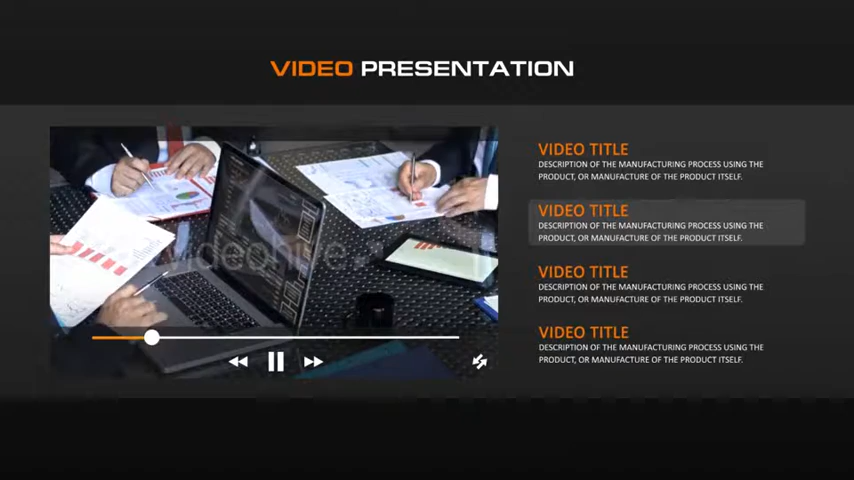 VIDEO PRESENTATION
VIDEO TITLE
DESCRIPTION OF THE MANUFACTURING PROCESS USING THE
PRODUCT, OR MANUFACTURE OF THE PRODUCT ITSELF.
VIDEO TITLE
DESCRIPTION OF THE MANUFACTURING PROCESS USING THE
PRODUCT, OR MANUFACTURE OF THE PRODUCT ITSELF.
VIDEO TITLE
DESCRIPTION OF THE MANUFACTURING PROCESS USING THE
PRODUCT, OR MANUFACTURE OF THE PRODUCT ITSELF.
VIDEO TITLE
DESCRIPTION OF THE MANUFACTURING PROCESS USING THE
PRODUCT, OR MANUFACTURE OF THE PRODUCT ITSELF.
videohive